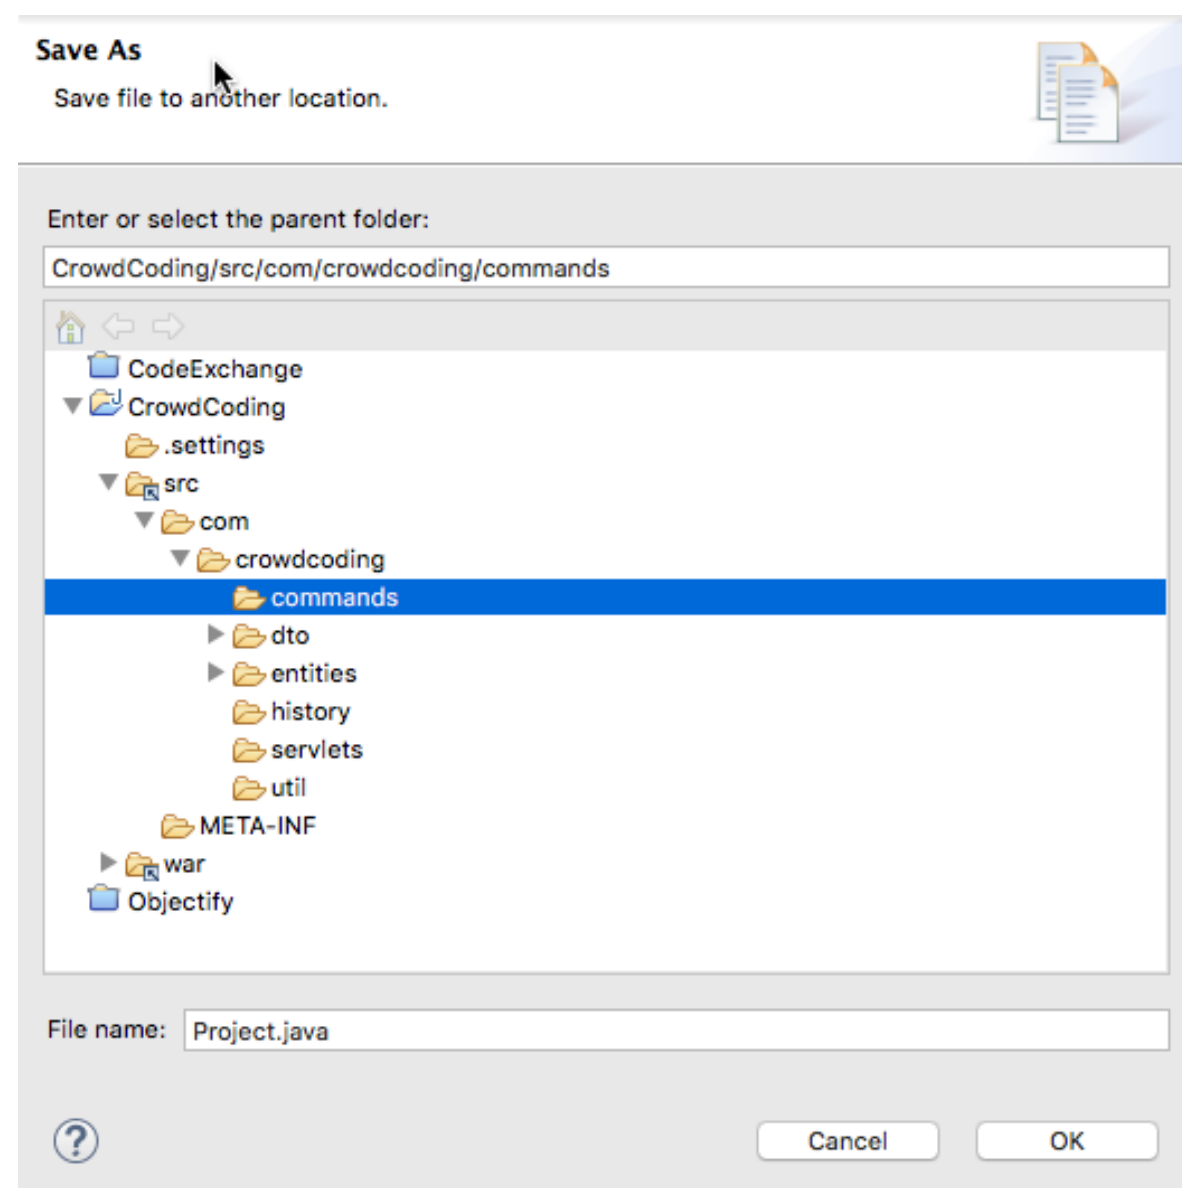 Save As
Save file to another location.
Enter or select the parent folder:
CrowdCoding/src/com/crowdcoding/commands
CodeExchange
CrowdCoding
.settings
src
com
crowdcoding
commands
dto
entities
history
servlets
util
META-INF
war
Objectify
File name: Project.java
? Cancel OK